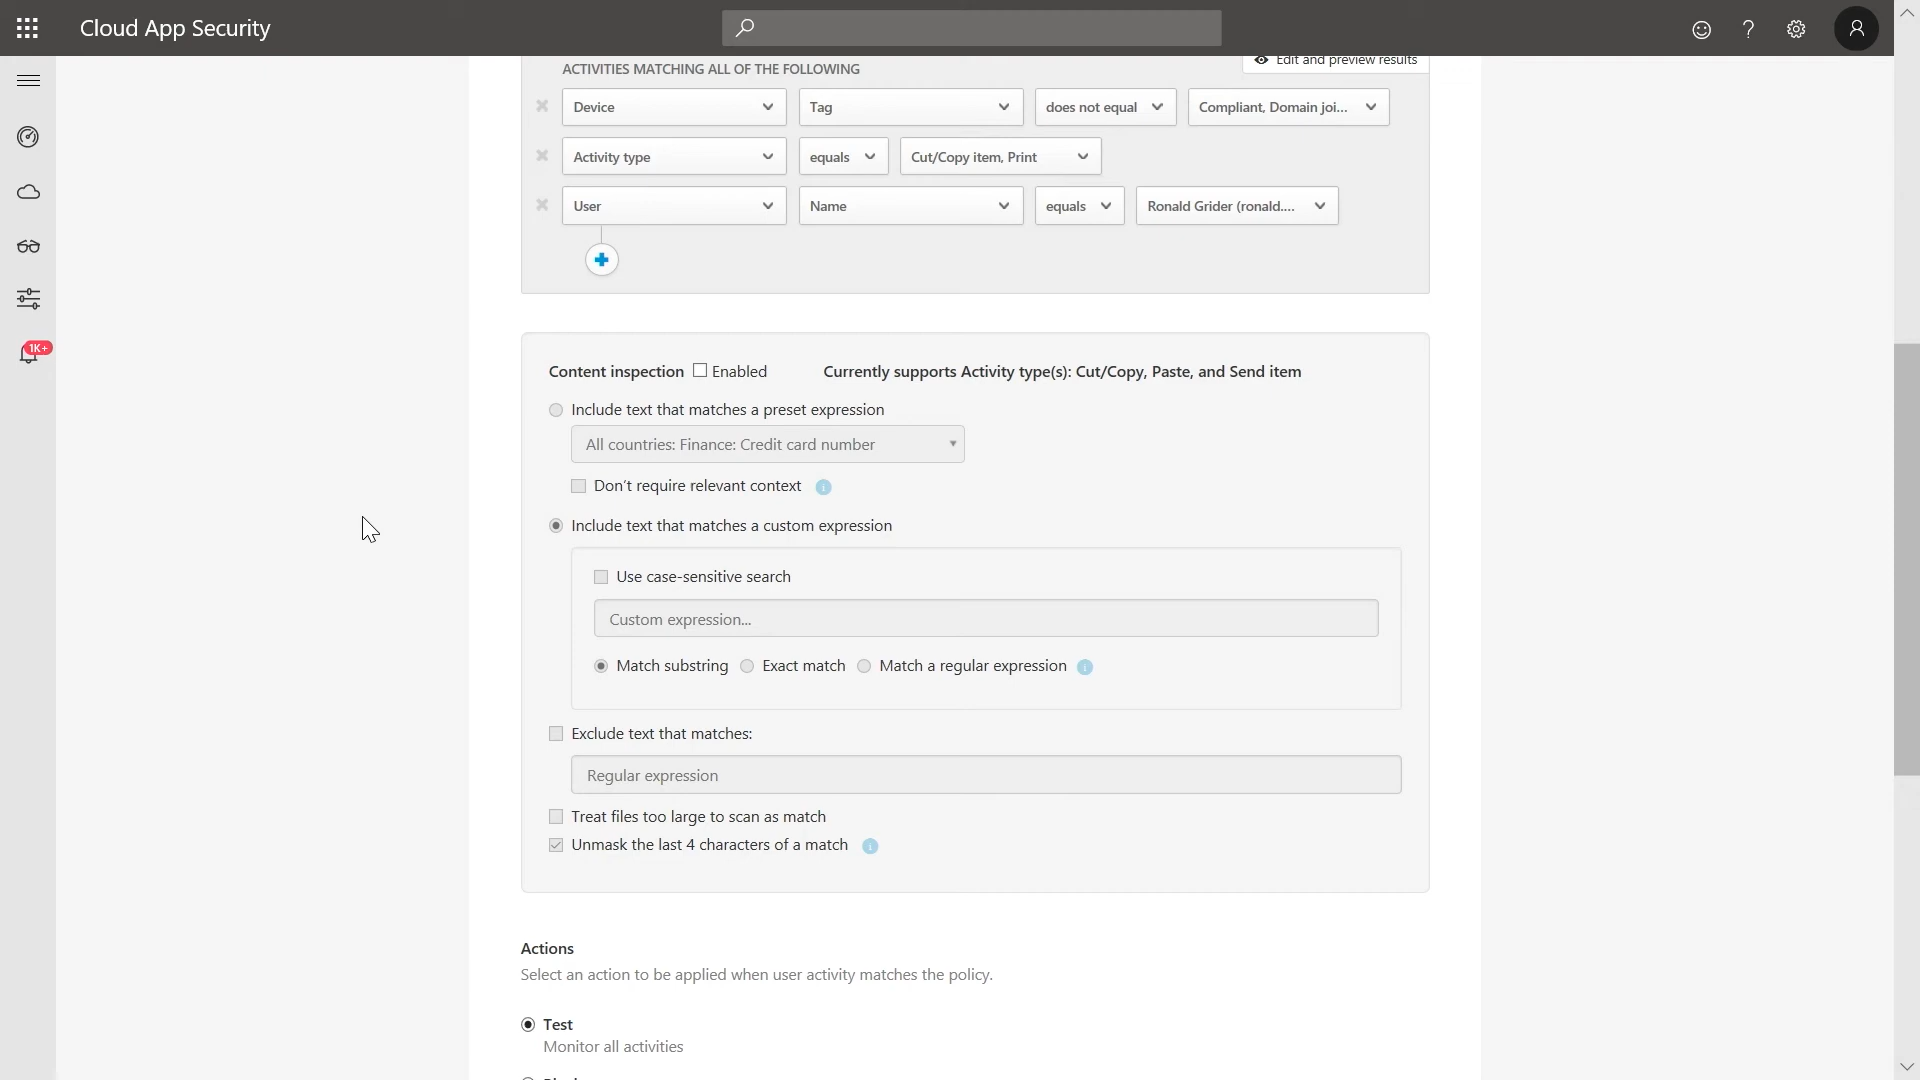 Cloud App Security
ACTIVITIES MATCHING ALL OF THE FOLLOWING
Edit and preview results
Device Tag does not equal Compliant, Domain joi...
Activity type equals Cut/Copy item, Print
User Name equals Ronald Grider (ronald....
1K+
Content inspection Enabled Currently supports Activity type(s): Cut/Copy, Paste, and Send item
Include text that matches a preset expression
All countries: Finance: Credit card number
Don't require relevant context
Include text that matches a custom expression
Use case-sensitive search
Custom expression...
Match substring Exact match Match a regular expression
Exclude text that matches:
Regular expression
Treat files too large to scan as match
Unmask the last 4 characters of a match
Actions
Select an action to be applied when user activity matches the policy.
Test
Monitor all activities